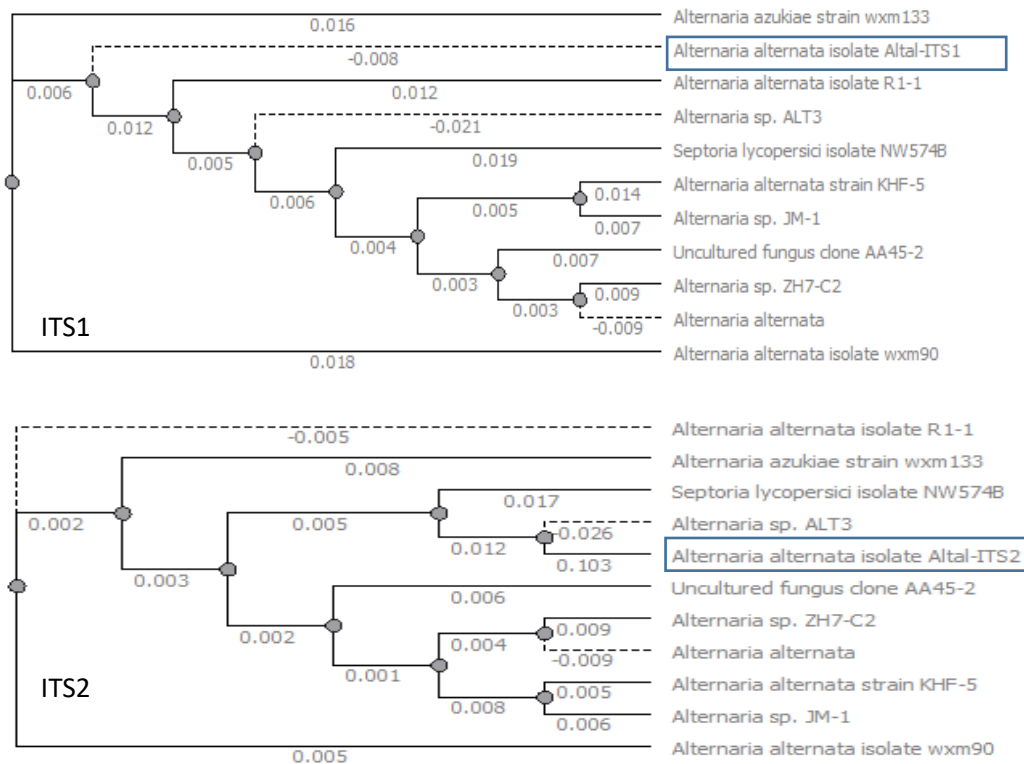 Alternaria azukiae strain wxm133
0.016
Alternaria alternata isolate Altal-ITS1
-0.008
Alternaria alternata isolate R1-1
0.006
0.012
Alternaria sp. ALT3
0.012
-0.021
Septoria lycopersici isolate NW574B
0.005
0.019
Alternaria alternata strain KHF-5
0.014
0.006
0.005
Alternaria sp. JM-1
0.007
0.004
Uncultured fungus clone AA45-2
0.007
0.003
Alternaria sp. ZH7-C2
0.009
0.003
Alternaria alternata
-0.009
ITS1
Alternaria alternata isolate wxm90
0.018
Alternaria alternata isolate R1-1
-0.005
Alternaria azukiae strain wxm133
0.008
Septoria lycopersici isolate NW574B
0.017
0.002
0.005
Alternaria sp. ALT3
-0.026
0.012
Alternaria alternata isolate Altal-ITS2
0.103
0.003
Uncultured fungus clone AA45-2
0.006
Alternaria sp. ZH7-C2
0.009
0.002
0.004
Alternaria alternata
-0.009
0.001
Alternaria alternata strain KHF-5
0.005
ITS2
0.008
Alternaria sp. JM-1
0.006
Alternaria alternata isolate wxm90
0.005